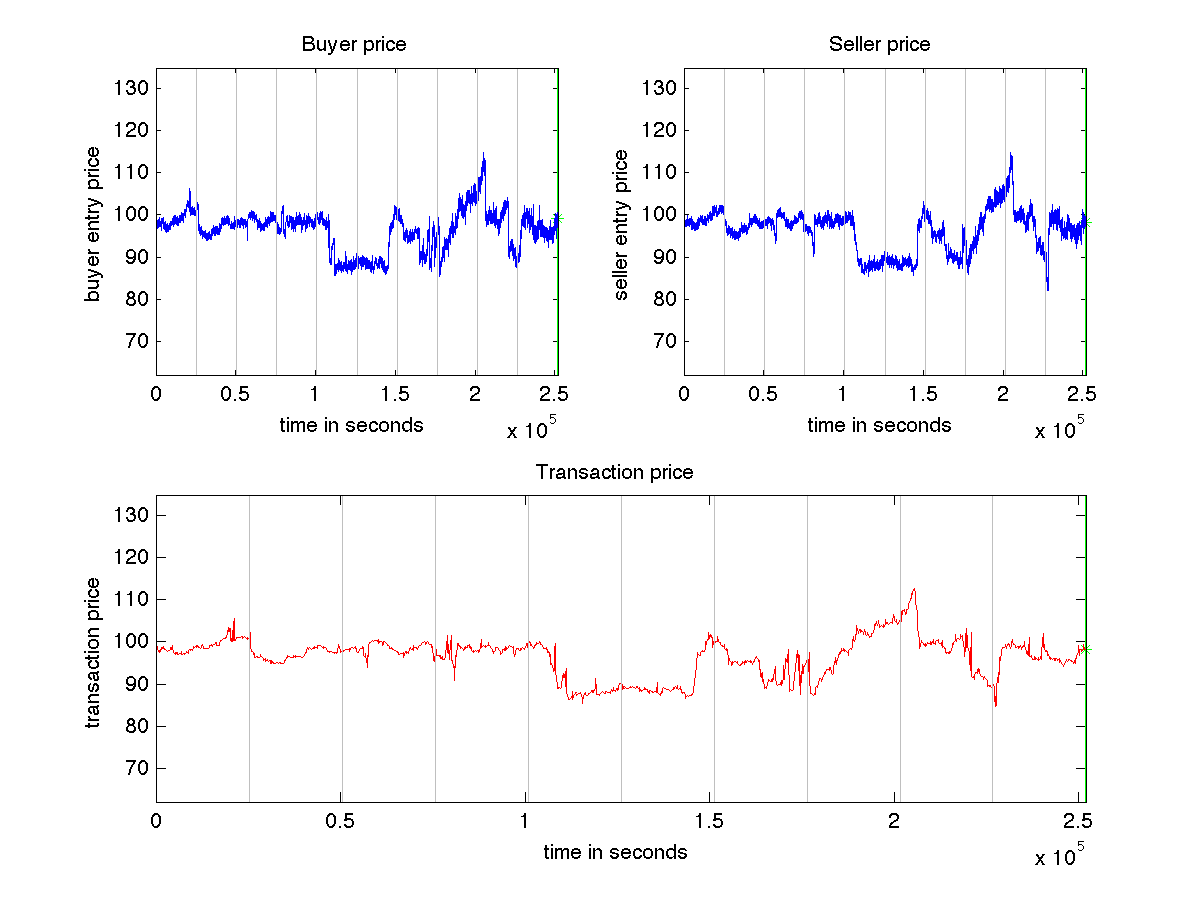 Buyer price
buyer entry price
130
120
110
100
90
80
70
0 0.5 1 1.5 2 2.5
time in seconds
x 10^5
Seller price
seller entry price
130
120
110
100
90
80
70
0 0.5 1 1.5 2 2.5
time in seconds
x 10^5
Transaction price
transaction price
130
120
110
100
90
80
70
0 0.5 1 1.5 2 2.5
time in seconds
x 10^5